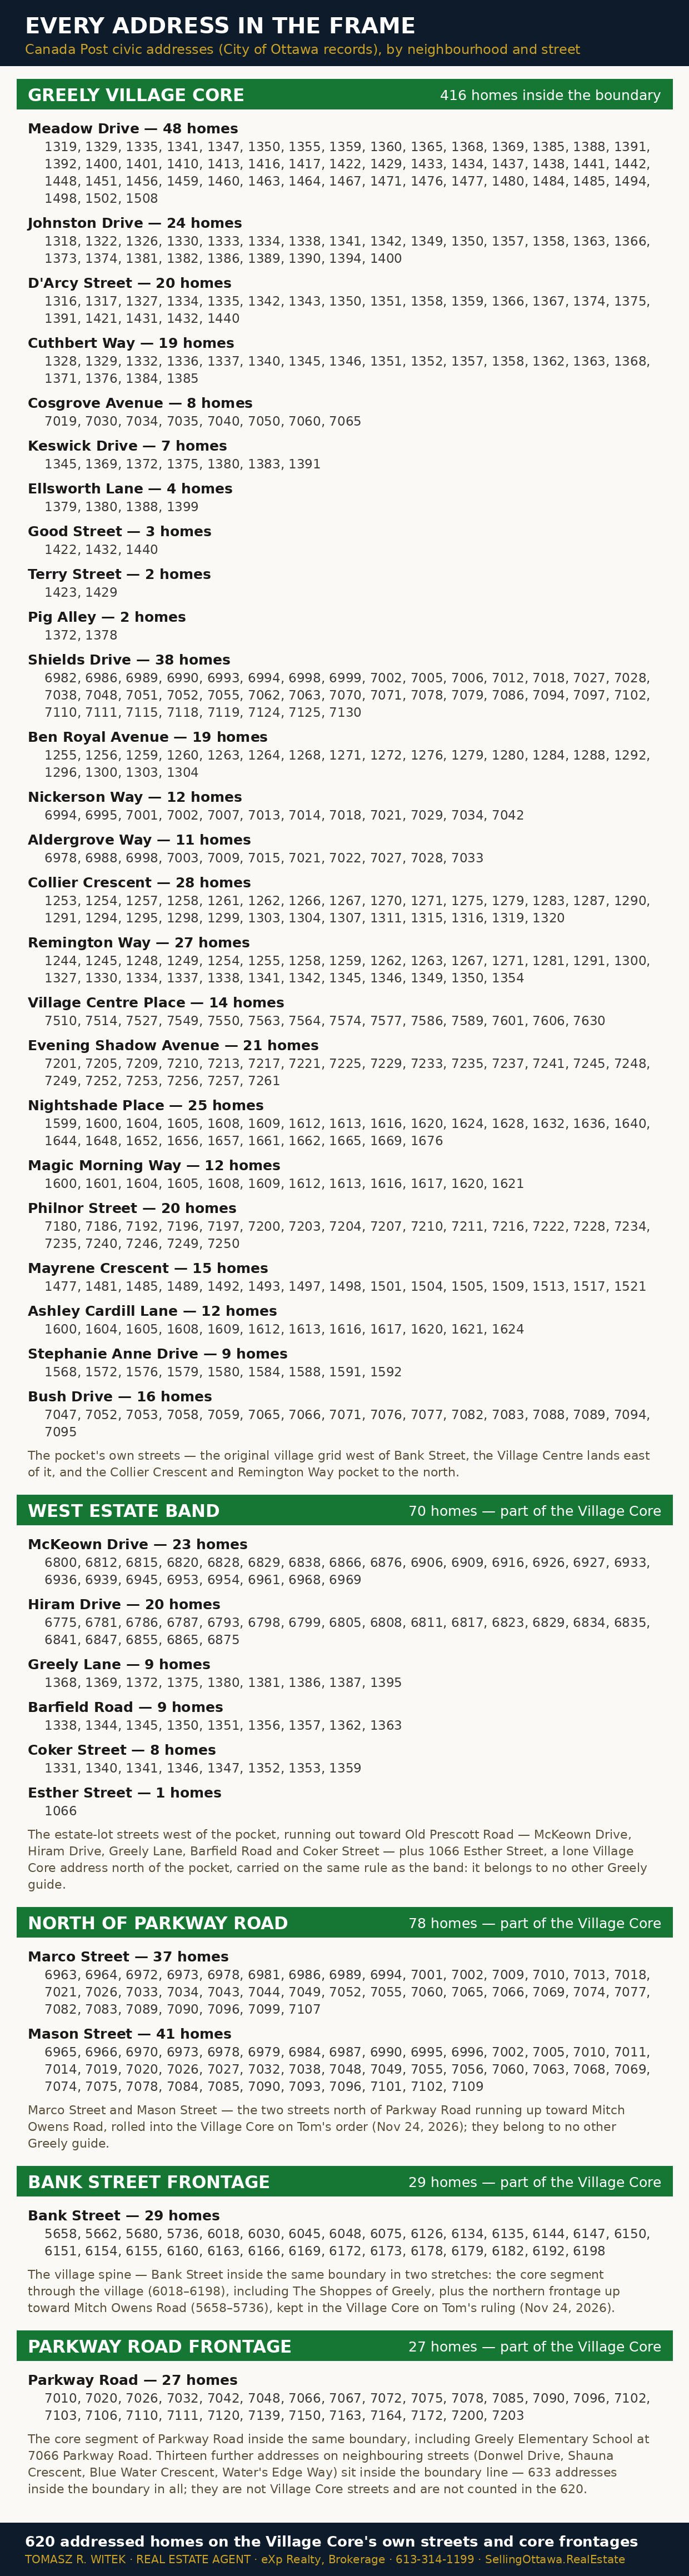 EVERY ADDRESS IN THE FRAME
Canada Post civic addresses (City of Ottawa records), by neighbourhood and street
GREELY VILLAGE CORE 416 homes inside the boundary
Meadow Drive — 48 homes
1319, 1329, 1335, 1341, 1347, 1350, 1355, 1359, 1360, 1365, 1368, 1369, 1385, 1388, 1391,
1392, 1400, 1401, 1410, 1413, 1416, 1417, 1422, 1429, 1433, 1434, 1437, 1438, 1441, 1442,
1448, 1451, 1456, 1459, 1460, 1463, 1464, 1467, 1471, 1476, 1477, 1480, 1484, 1485, 1494,
1498, 1502, 1508
Johnston Drive — 24 homes
1318, 1322, 1326, 1330, 1333, 1334, 1338, 1341, 1342, 1349, 1350, 1357, 1358, 1363, 1366,
1373, 1374, 1381, 1382, 1386, 1389, 1390, 1394, 1400
D'Arcy Street — 20 homes
1316, 1317, 1327, 1334, 1335, 1342, 1343, 1350, 1351, 1358, 1359, 1366, 1367, 1374, 1375,
1391, 1421, 1431, 1432, 1440
Cuthbert Way — 19 homes
1328, 1329, 1332, 1336, 1337, 1340, 1345, 1346, 1351, 1352, 1357, 1358, 1362, 1363, 1368,
1371, 1376, 1384, 1385
Cosgrove Avenue — 8 homes
7019, 7030, 7034, 7035, 7040, 7050, 7060, 7065
Keswick Drive — 7 homes
1345, 1369, 1372, 1375, 1380, 1383, 1391
Ellsworth Lane — 4 homes
1379, 1380, 1388, 1399
Good Street — 3 homes
1422, 1432, 1440
Terry Street — 2 homes
1423, 1429
Pig Alley — 2 homes
1372, 1378
Shields Drive — 38 homes
6982, 6986, 6989, 6990, 6993, 6994, 6998, 6999, 7002, 7005, 7006, 7012, 7018, 7027, 7028,
7038, 7048, 7051, 7052, 7055, 7062, 7063, 7070, 7071, 7078, 7079, 7086, 7094, 7097, 7102,
7110, 7111, 7115, 7118, 7119, 7124, 7125, 7130
Ben Royal Avenue — 19 homes
1255, 1256, 1259, 1260, 1263, 1264, 1268, 1271, 1272, 1276, 1279, 1280, 1284, 1288, 1292,
1296, 1300, 1303, 1304
Nickerson Way — 12 homes
6994, 6995, 7001, 7002, 7007, 7013, 7014, 7018, 7021, 7029, 7034, 7042
Aldergrove Way — 11 homes
6978, 6988, 6998, 7003, 7009, 7015, 7021, 7022, 7027, 7028, 7033
Collier Crescent — 28 homes
1253, 1254, 1257, 1258, 1261, 1262, 1266, 1267, 1270, 1271, 1275, 1279, 1283, 1287, 1290,
1291, 1294, 1295, 1298, 1299, 1303, 1304, 1307, 1311, 1315, 1316, 1319, 1320
Remington Way — 27 homes
1244, 1245, 1248, 1249, 1254, 1255, 1258, 1259, 1262, 1263, 1267, 1271, 1281, 1291, 1300,
1327, 1330, 1334, 1337, 1338, 1341, 1342, 1345, 1346, 1349, 1350, 1354
Village Centre Place — 14 homes
7510, 7514, 7527, 7549, 7550, 7563, 7564, 7574, 7577, 7586, 7589, 7601, 7606, 7630
Evening Shadow Avenue — 21 homes
7201, 7205, 7209, 7210, 7213, 7217, 7221, 7225, 7229, 7233, 7235, 7237, 7241, 7245, 7248,
7249, 7252, 7253, 7256, 7257, 7261
Nightshade Place — 25 homes
1599, 1600, 1604, 1605, 1608, 1609, 1612, 1613, 1616, 1620, 1624, 1628, 1632, 1636, 1640,
1644, 1648, 1652, 1656, 1657, 1661, 1662, 1665, 1669, 1676
Magic Morning Way — 12 homes
1600, 1601, 1604, 1605, 1608, 1609, 1612, 1613, 1616, 1617, 1620, 1621
Philnor Street — 20 homes
7180, 7186, 7192, 7196, 7197, 7200, 7203, 7204, 7207, 7210, 7211, 7216, 7222, 7228, 7234,
7235, 7240, 7246, 7249, 7250
Mayrene Crescent — 15 homes
1477, 1481, 1485, 1489, 1492, 1493, 1497, 1498, 1501, 1504, 1505, 1509, 1513, 1517, 1521
Ashley Cardill Lane — 12 homes
1600, 1604, 1605, 1608, 1609, 1612, 1613, 1616, 1617, 1620, 1621, 1624
Stephanie Anne Drive — 9 homes
1568, 1572, 1576, 1579, 1580, 1584, 1588, 1591, 1592
Bush Drive — 16 homes
7047, 7052, 7053, 7058, 7059, 7065, 7066, 7071, 7076, 7077, 7082, 7083, 7088, 7089, 7094,
7095
The pocket's own streets — the original village grid west of Bank Street, the Village Centre lands east
of it, and the Collier Crescent and Remington Way pocket to the north.
WEST ESTATE BAND 70 homes — part of the Village Core
McKeown Drive — 23 homes
6800, 6812, 6815, 6820, 6828, 6829, 6838, 6866, 6876, 6906, 6909, 6916, 6926, 6927, 6933,
6936, 6939, 6945, 6953, 6954, 6961, 6968, 6969
Hiram Drive — 20 homes
6775, 6781, 6786, 6787, 6793, 6798, 6799, 6805, 6808, 6811, 6817, 6823, 6829, 6834, 6835,
6841, 6847, 6855, 6865, 6875
Greely Lane — 9 homes
1368, 1369, 1372, 1375, 1380, 1381, 1386, 1387, 1395
Barfield Road — 9 homes
1338, 1344, 1345, 1350, 1351, 1356, 1357, 1362, 1363
Coker Street — 8 homes
1331, 1340, 1341, 1346, 1347, 1352, 1353, 1359
Esther Street — 1 homes
1066
The estate-lot streets west of the pocket, running out toward Old Prescott Road — McKeown Drive,
Hiram Drive, Greely Lane, Barfield Road and Coker Street — plus 1066 Esther Street, a lone Village
Core address north of the pocket, carried on the same rule as the band: it belongs to no other Greely
guide.
NORTH OF PARKWAY ROAD 78 homes — part of the Village Core
Marco Street — 37 homes
6963, 6964, 6972, 6973, 6978, 6981, 6986, 6989, 6994, 7001, 7002, 7009, 7010, 7013, 7018,
7021, 7026, 7033, 7034, 7043, 7044, 7049, 7052, 7055, 7060, 7065, 7066, 7069, 7074, 7077,
7082, 7083, 7089, 7090, 7096, 7099, 7107
Mason Street — 41 homes
6965, 6966, 6970, 6973, 6978, 6979, 6984, 6987, 6990, 6995, 6996, 7002, 7005, 7010, 7011,
7014, 7019, 7020, 7026, 7027, 7032, 7038, 7048, 7049, 7055, 7056, 7060, 7063, 7068, 7069,
7074, 7075, 7078, 7084, 7085, 7090, 7093, 7096, 7101, 7102, 7109
Marco Street and Mason Street — the two streets north of Parkway Road running up toward Mitch
Owens Road, rolled into the Village Core on Tom's order (Nov 24, 2026); they belong to no other
Greely guide.
BANK STREET FRONTAGE 29 homes — part of the Village Core
Bank Street — 29 homes
5658, 5662, 5680, 5736, 6018, 6030, 6045, 6048, 6075, 6126, 6134, 6135, 6144, 6147, 6150,
6151, 6154, 6155, 6160, 6163, 6166, 6169, 6172, 6173, 6178, 6179, 6182, 6192, 6198
The village spine — Bank Street inside the same boundary in two stretches: the core segment
through the village (6018–6198), including The Shoppes of Greely, plus the northern frontage up
toward Mitch Owens Road (5658–5736), kept in the Village Core on Tom's ruling (Nov 24, 2026).
PARKWAY ROAD FRONTAGE 27 homes — part of the Village Core
Parkway Road — 27 homes
7010, 7020, 7026, 7032, 7042, 7048, 7066, 7067, 7072, 7075, 7078, 7085, 7090, 7096, 7102,
7103, 7106, 7110, 7111, 7120, 7139, 7150, 7163, 7164, 7172, 7200, 7203
The core segment of Parkway Road inside the same boundary, including Greely Elementary School at
7066 Parkway Road. Thirteen further addresses on neighbouring streets (Donwel Drive, Shauna
Crescent, Blue Water Crescent, Water's Edge Way) sit inside the boundary line — 633 addresses
inside the boundary in all; they are not Village Core streets and are not counted in the 620.
620 addressed homes on the Village Core's own streets and core frontages
TOMASZ R. WITEK · REAL ESTATE AGENT · eXp Realty, Brokerage · 613-314-1199 · SellingOttawa.RealEstate